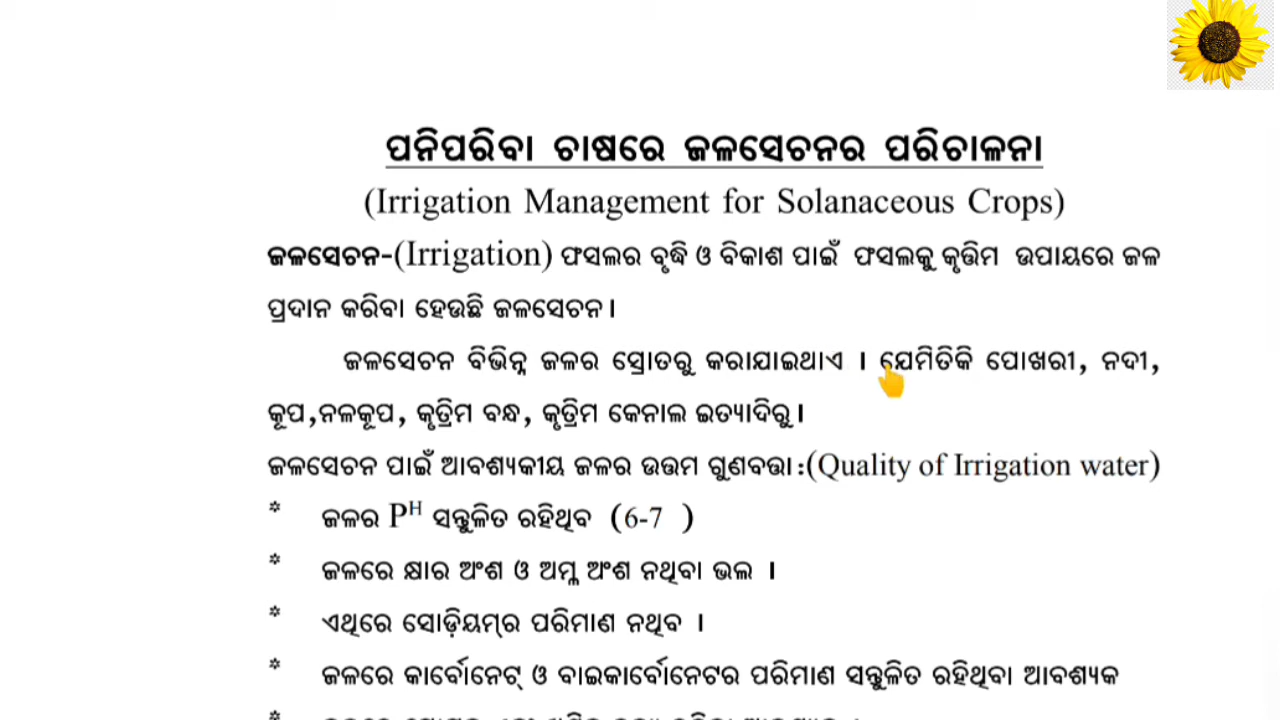 ପନିପରିବା ଚାଷରେ ଜଳସେଚନର ପରିଚାଳନା
(Irrigation Management for Solanaceous Crops)
ଜଳସେଚନ-(Irrigation) ଫସଲର ବୃଦ୍ଧି ଓ ବିକାଶ ପାଇଁ ଫସଲକୁ କୃତ୍ତିମ ଉପାୟରେ ଜଳ
ପ୍ରଦାନ କରିବା ହେଉଛି ଜଳସେଚନ।
ଜଳସେଚନ ବିଭିନ୍ନ ଜଳର ସ୍ରୋତରୁ କରାଯାଇଥାଏ । ଯେମିତିକି ପୋଖରୀ, ନଦୀ,
କୂପ,ନଳକୂପ, କୃତ୍ରିମ ବନ୍ଧ, କୃତ୍ରିମ କେନାଲ ଇତ୍ୟାଦିରୁ।
ଜଳସେଚନ ପାଇଁ ଆବଶ୍ୟକୀୟ ଜଳର ଉତ୍ତମ ଗୁଣବତ୍ତା :(Quality of Irrigation water)
* ଜଳର P^H ସନ୍ତୁଳିତ ରହିଥିବ (6-7 )
* ଜଳରେ କ୍ଷାର ଅଂଶ ଓ ଅମ୍ଳ ଅଂଶ ନଥିବା ଭଲ ।
* ଏଥିରେ ସୋଡ଼ିୟମ୍‌ର ପରିମାଣ ନଥିବ ।
* ଜଳରେ କାର୍ବୋନେଟ୍ ଓ ବାଇକାର୍ବୋନେଟର ପରିମାଣ ସନ୍ତୁଳିତ ରହିଥିବା ଆବଶ୍ୟକ